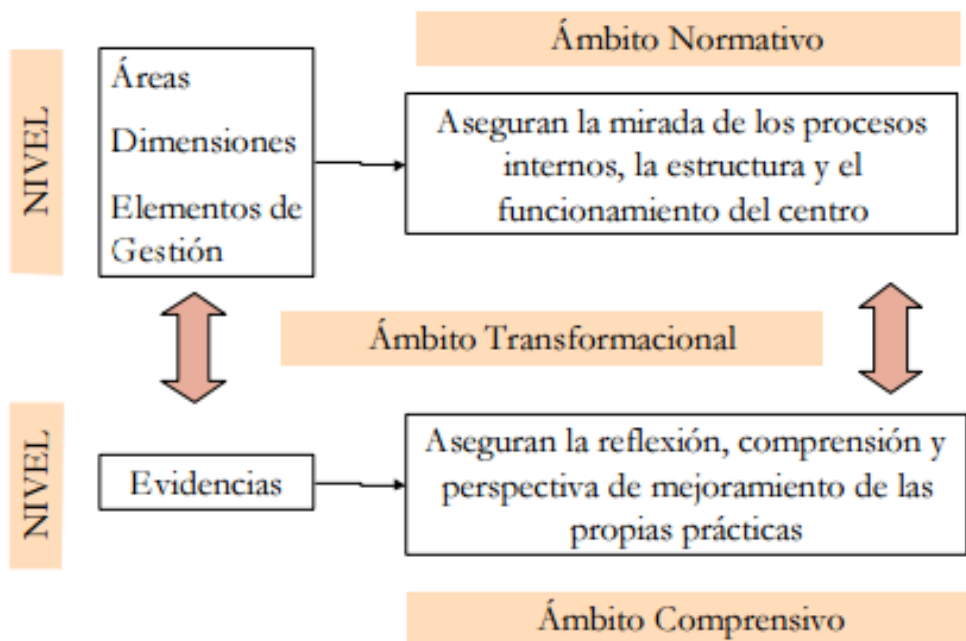 Ámbito Normativo
NIVEL
Áreas
Dimensiones
Elementos de
Gestión
Aseguran la mirada de los procesos
internos, la estructura y el
funcionamiento del centro
Ámbito Transformacional
NIVEL
Evidencias
Aseguran la reflexión, comprensión y
perspectiva de mejoramiento de las
propias prácticas
Ámbito Comprensivo